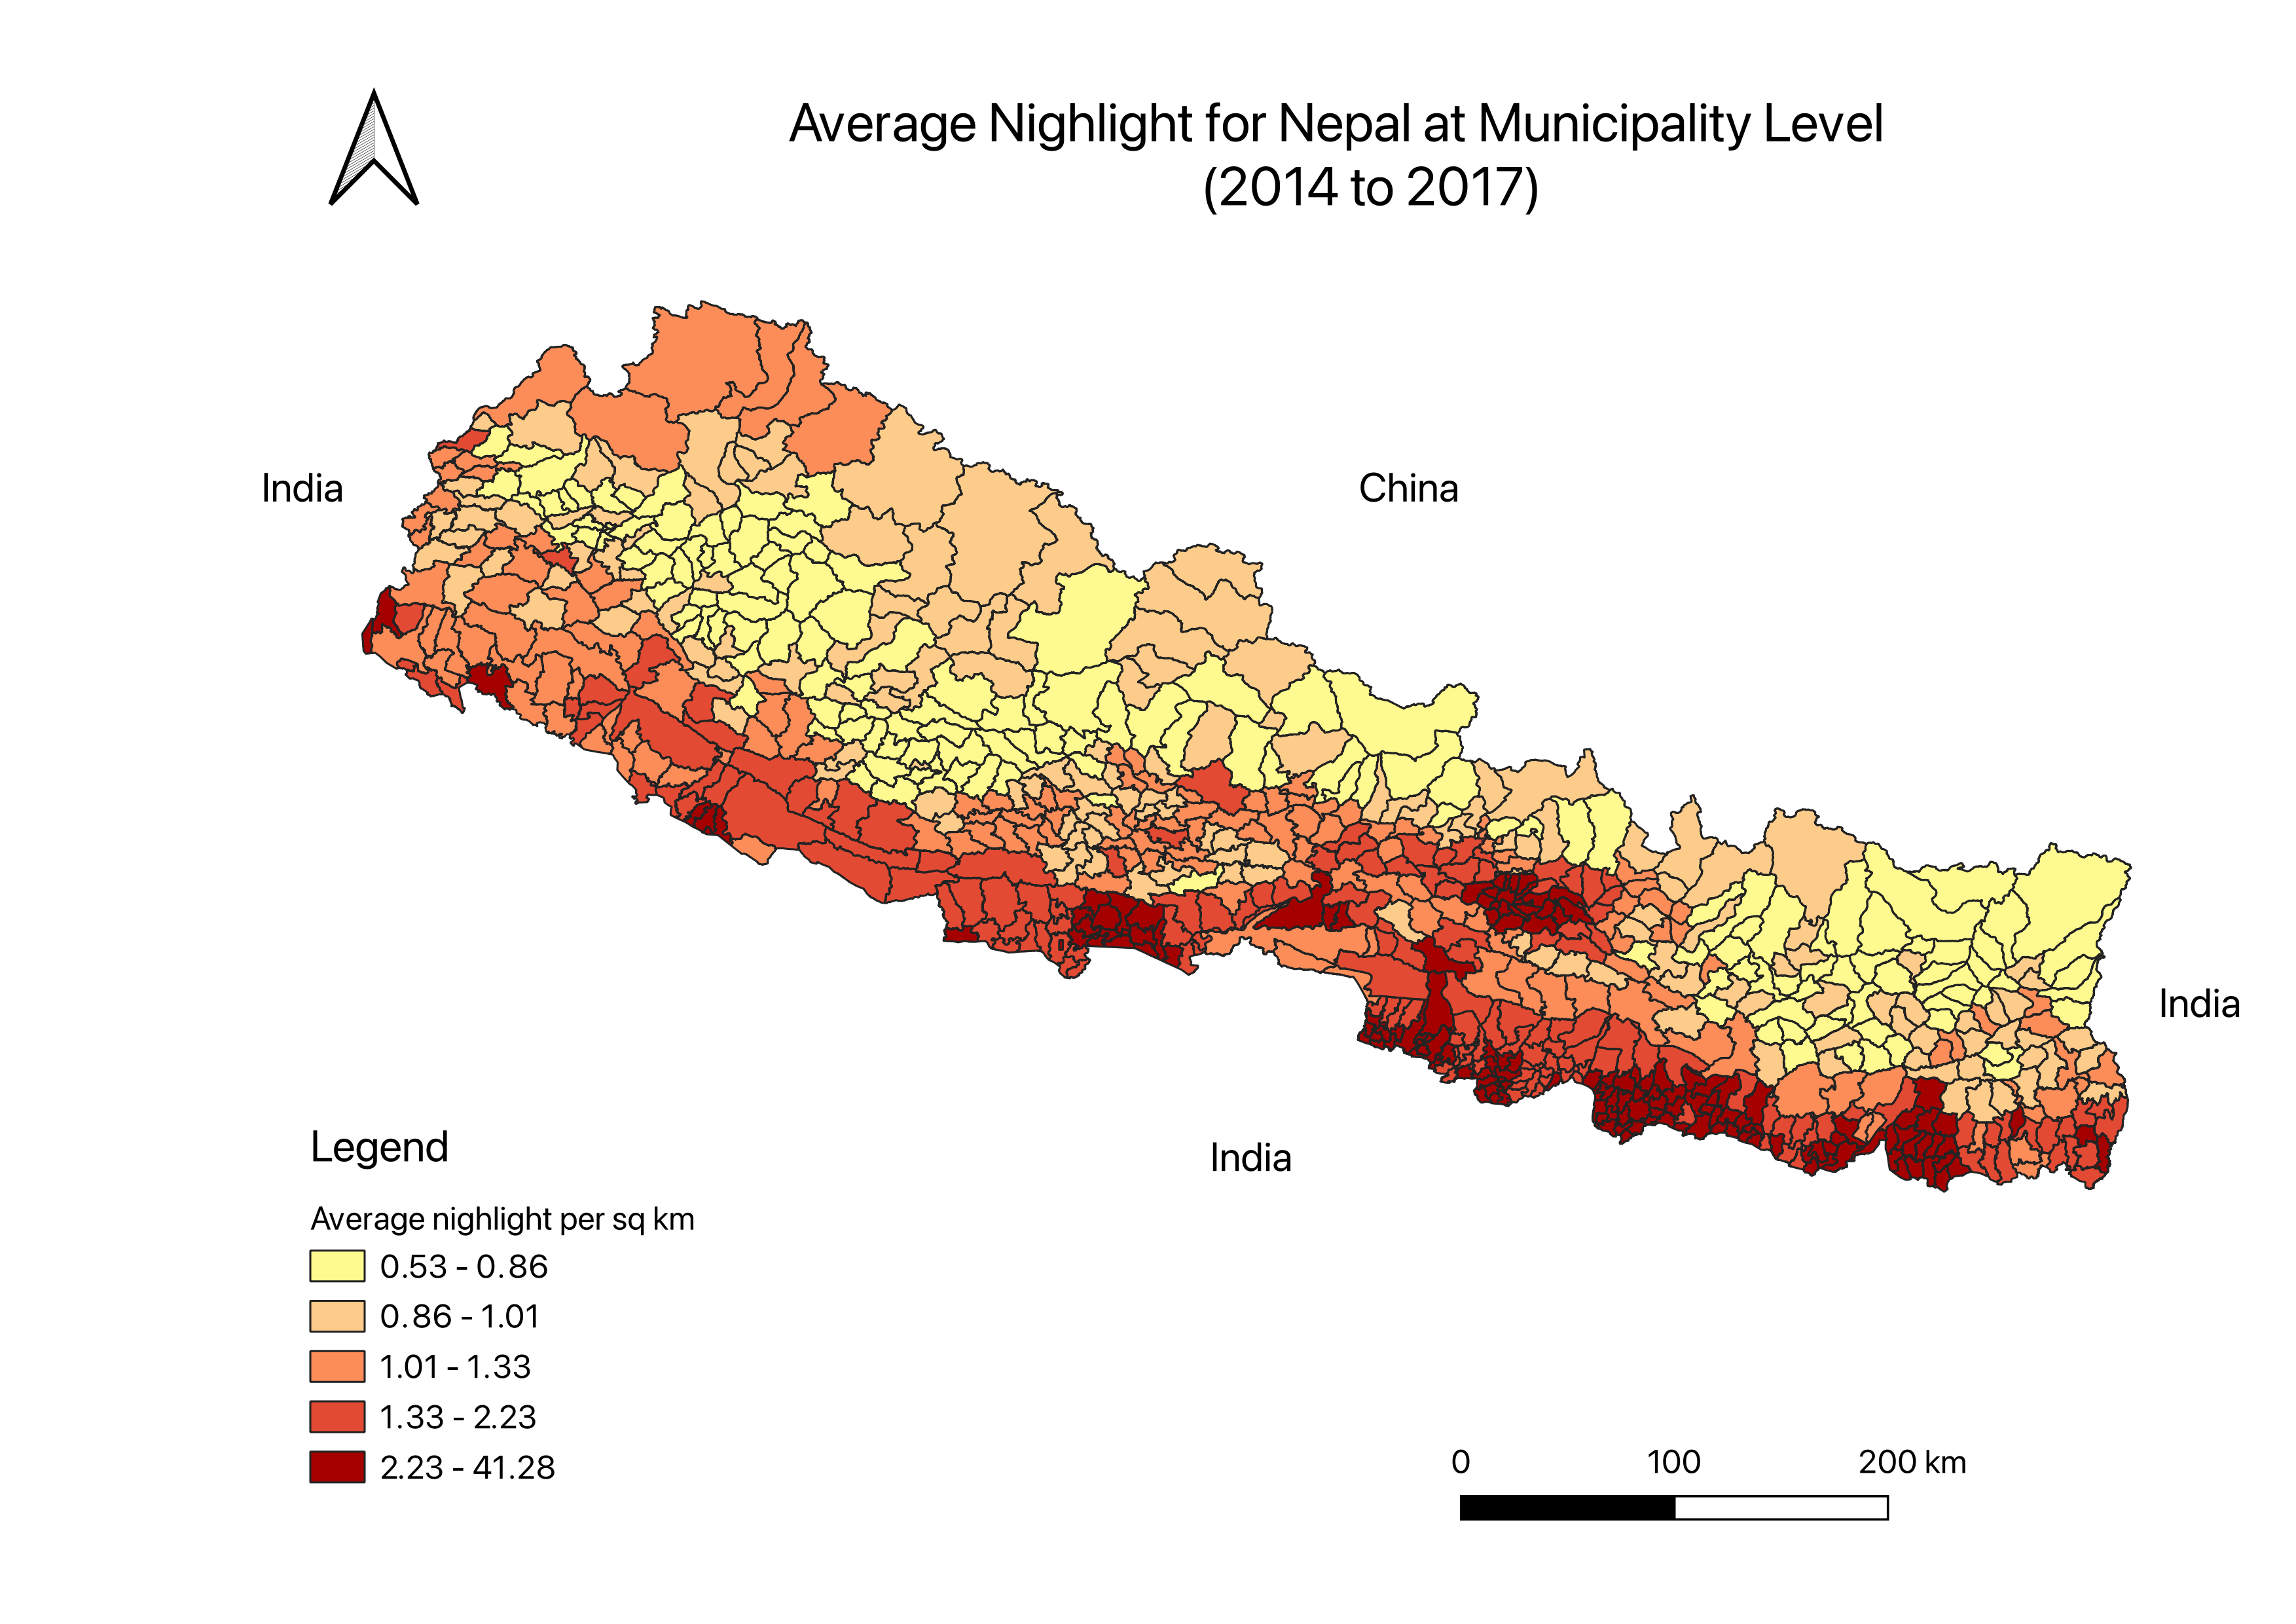 Average Nighlight for Nepal at Municipality Level
(2014 to 2017)
India
China
India
India
Legend
Average nighlight per sq km
0.53 - 0.86
0.86 - 1.01
1.01 - 1.33
1.33 - 2.23
2.23 - 41.28
0 100 200 km